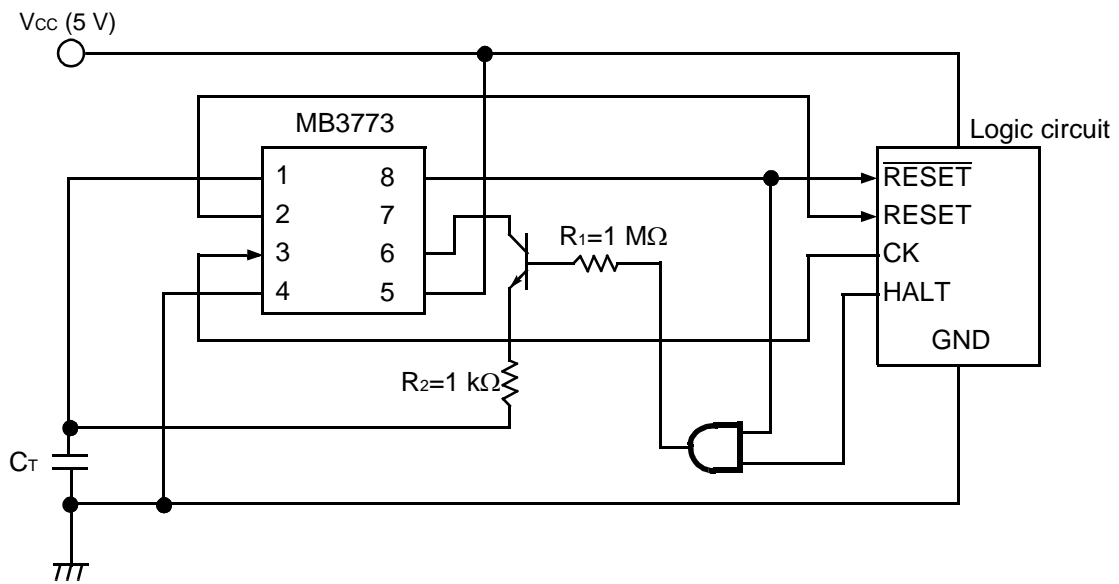 VCC (5 V)
MB3773
Logic circuit
1 8
2 7
3 6
4 5
RESET
RESET
CK
HALT
GND
R1=1 MΩ
R2=1 kΩ
CT